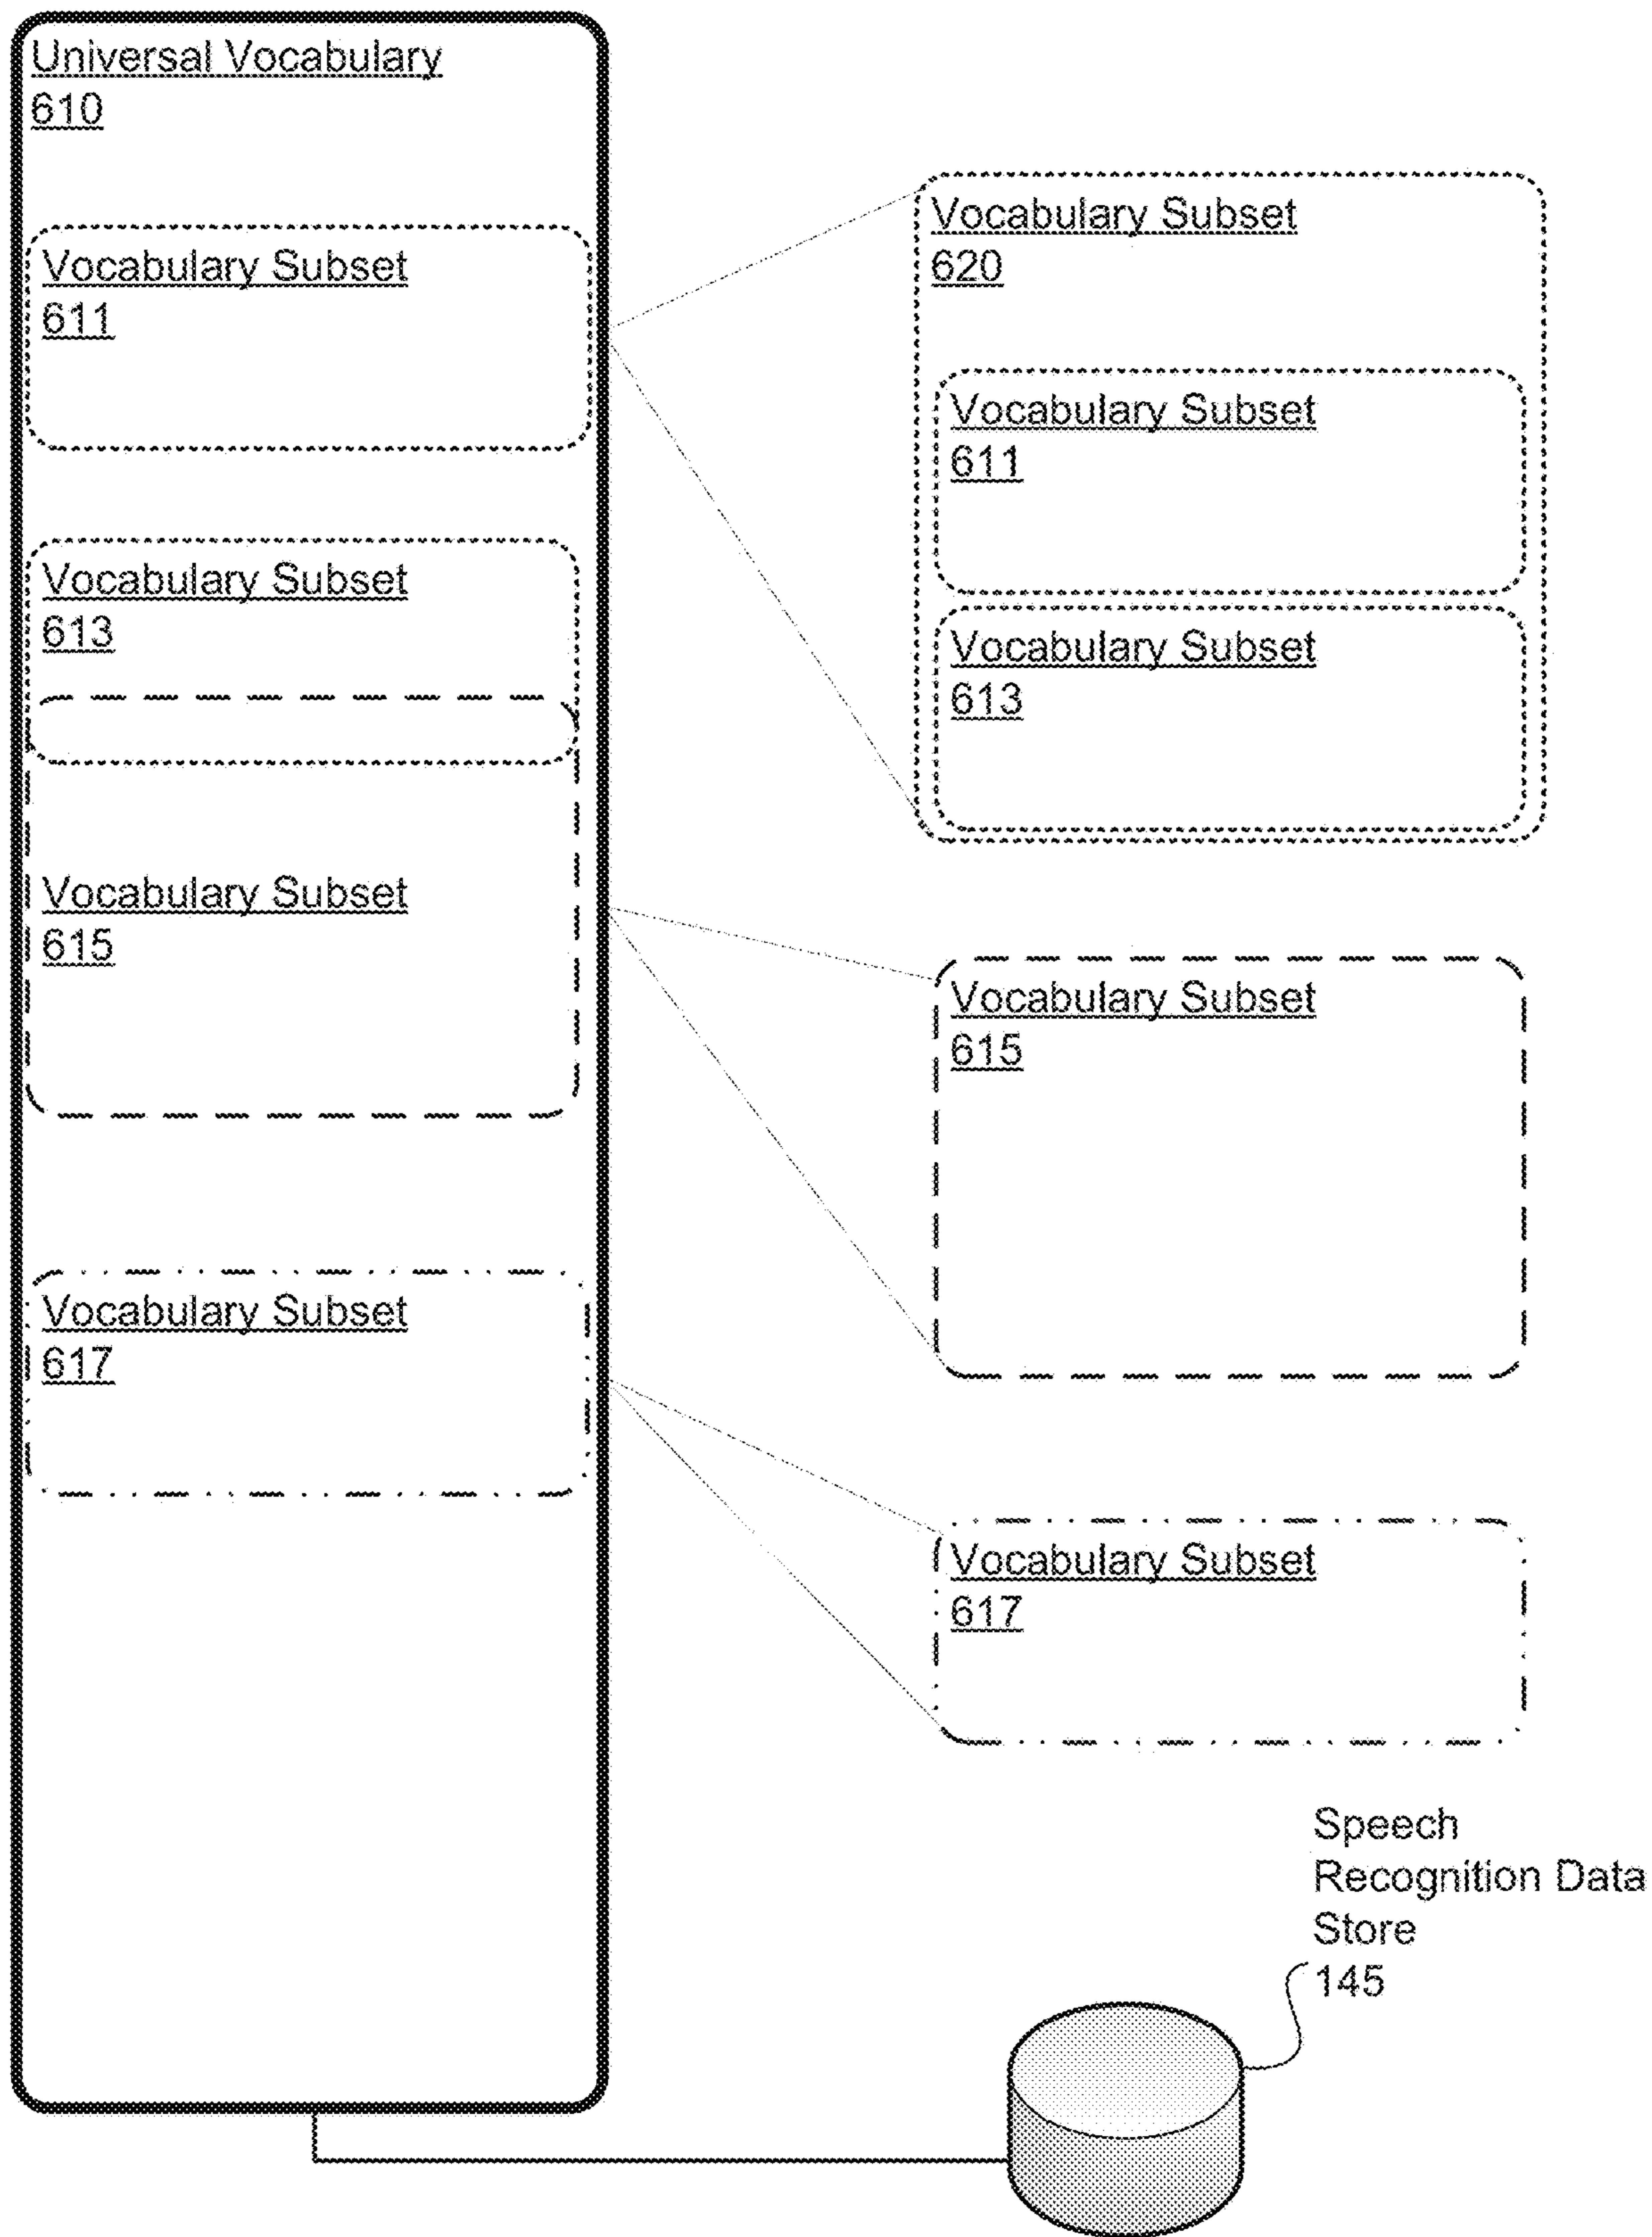 Universal Vocabulary
610
Vocabulary Subset
611
Vocabulary Subset
613
Vocabulary Subset
615
Vocabulary Subset
617
Vocabulary Subset
620
Vocabulary Subset
611
Vocabulary Subset
613
Vocabulary Subset
615
Vocabulary Subset
617
Speech
Recognition Data
Store
145